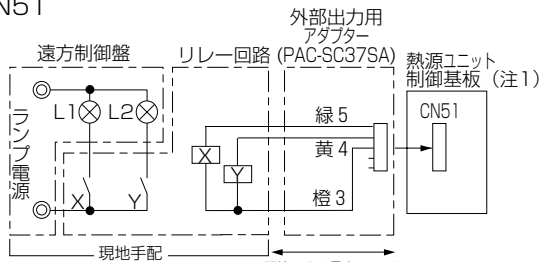 N51
遠方制御盤
リレー回路
外部出力用
アダプター
(PAC-SC37SA)
熱源ユニット
制御基板（注1）
ランプ電源
L1
L2
X
Y
X
Y
緑 5
黄 4
橙 3
CN51
現地手配